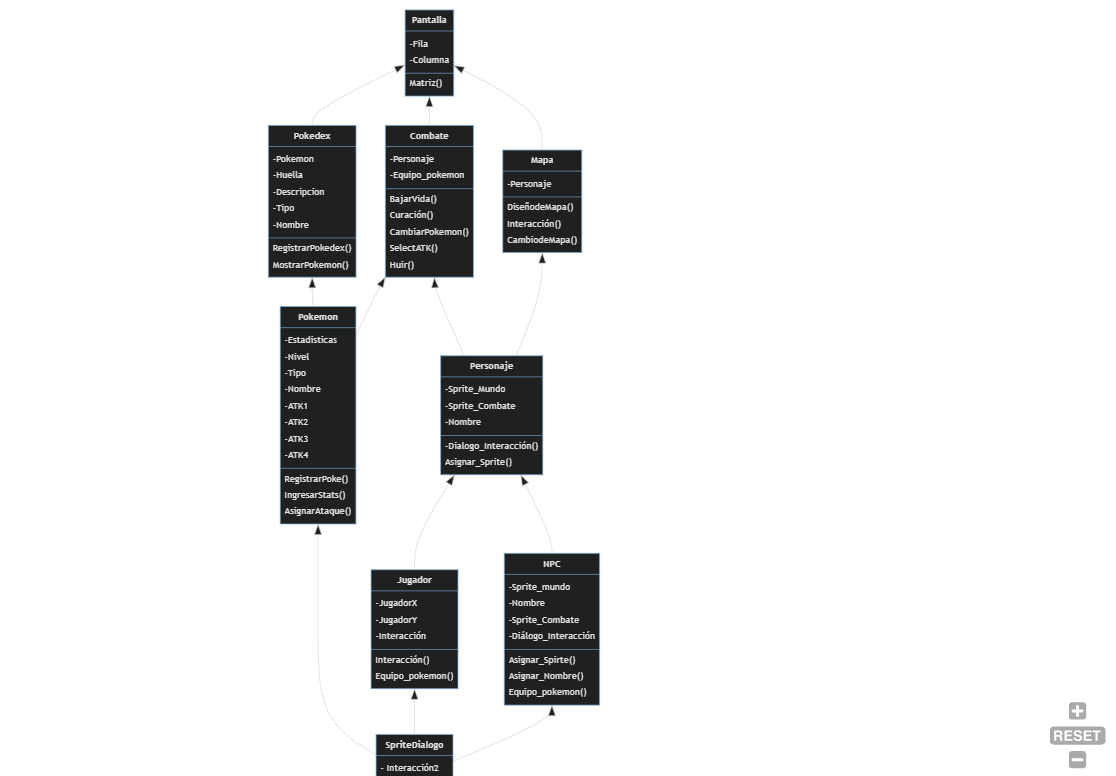 Pantalla
-Fila
-Columna
Matriz()
Pokedex
-Pokemon
-Huella
-Descripcion
-Tipo
-Nombre
RegistrarPokedex()
MostrarPokemon()
Combate
-Personaje
-Equipo_pokemon
BajarVida()
Curación()
CambiarPokemon()
SelectATK()
Huir()
Mapa
-Personaje
DiseñodeMapa()
Interacción()
CambiodeMapa()
Pokemon
-Estadisticas
-Nivel
-Tipo
-Nombre
-ATK1
-ATK2
-ATK3
-ATK4
RegistrarPoke()
IngresarStats()
AsignarAtaque()
Personaje
-Sprite_Mundo
-Sprite_Combate
-Nombre
-Dialogo_Interacción()
Asignar_Sprite()
Jugador
-JugadorX
-JugadorY
-Interacción
Interacción()
Equipo_pokemon()
NPC
-Sprite_mundo
-Nombre
-Sprite_Combate
-Diálogo_Interacción
Asignar_Spirte()
Asignar_Nombre()
Equipo_pokemon()
SpriteDialogo
- Interacción2
+
RESET
−